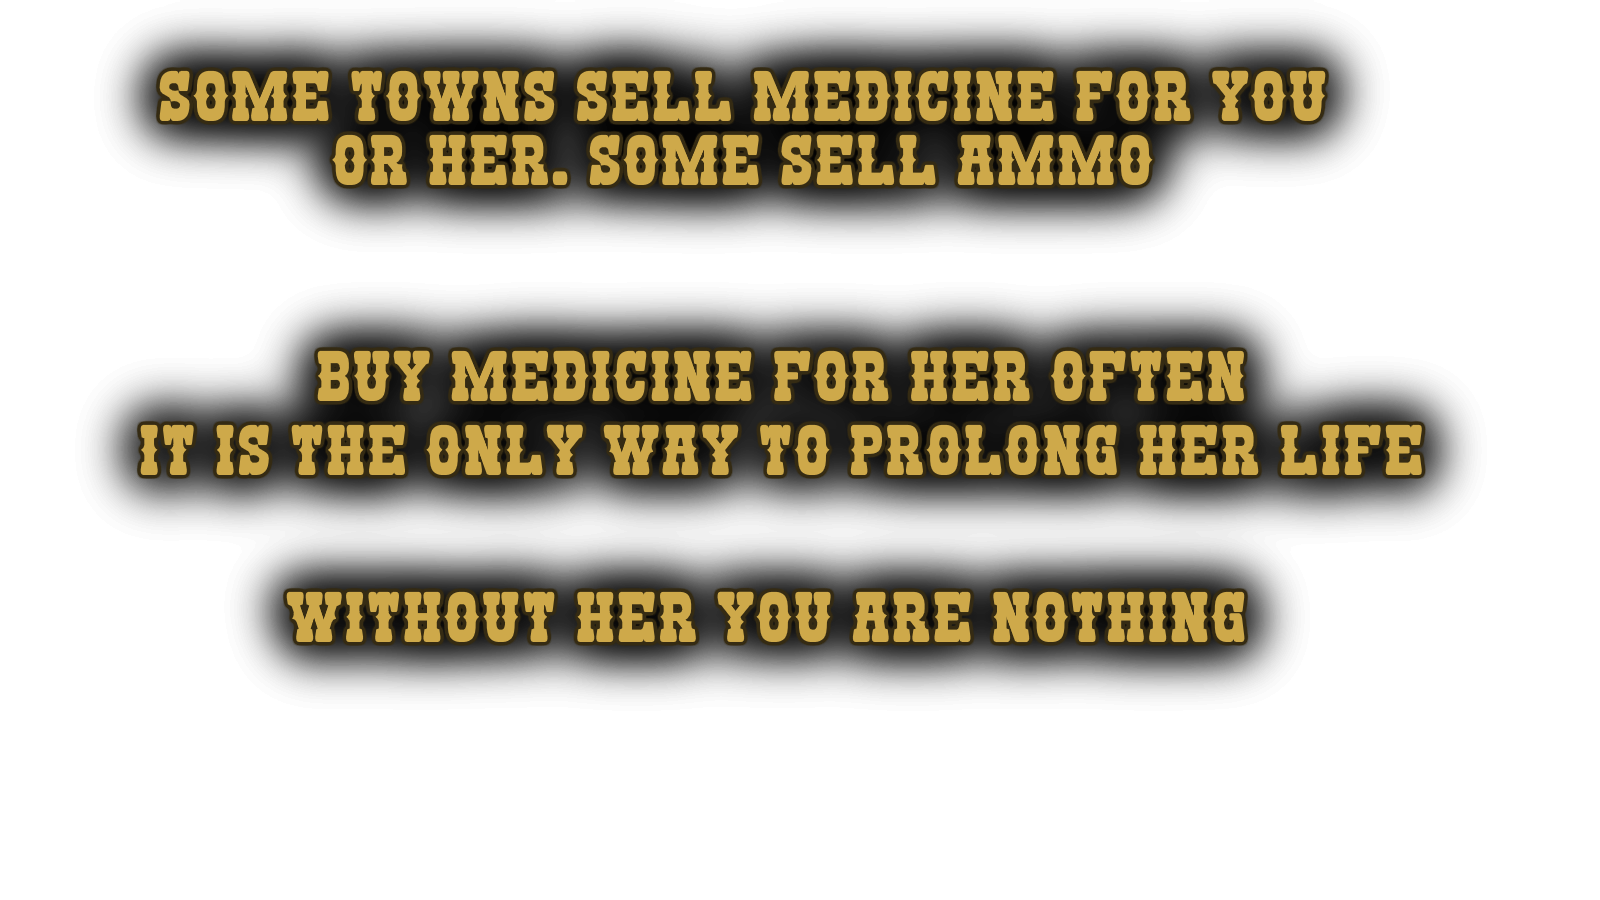 SOME TOWNS SELL MEDICINE FOR YOU
OR HER. SOME SELL AMMO
BUY MEDICINE FOR HER OFTEN
IT IS THE ONLY WAY TO PROLONG HER LIFE
WITHOUT HER YOU ARE NOTHING